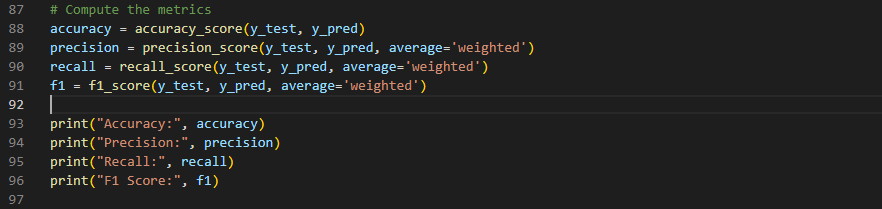 87 # Compute the metrics
88 accuracy = accuracy_score(y_test, y_pred)
89 precision = precision_score(y_test, y_pred, average='weighted')
90 recall = recall_score(y_test, y_pred, average='weighted')
91 f1 = f1_score(y_test, y_pred, average='weighted')
92
93 print("Accuracy:", accuracy)
94 print("Precision:", precision)
95 print("Recall:", recall)
96 print("F1 Score:", f1)
97